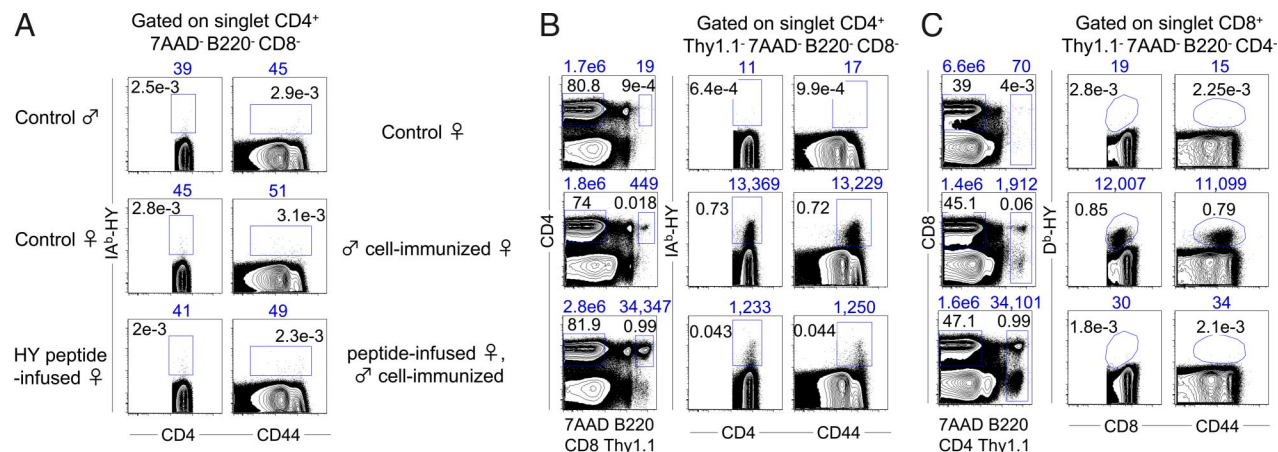 A
Gated on singlet CD4⁺
7AAD⁻ B220⁻ CD8⁻
39 45
Control ♂
2.5e-3 2.9e-3
45 51
Control ♀
2.8e-3 3.1e-3
41 49
HY peptide
-infused ♀
2e-3 2.3e-3
IAᵇ-HY
CD4 CD44
B
Gated on singlet CD4⁺
Thy1.1⁻ 7AAD⁻ B220⁻ CD8⁻
1.7e6 19 11 17
80.8 9e-4 6.4e-4 9.9e-4
Control ♀
1.8e6 449 13,369 13,229
74 0.018 0.73 0.72
♂ cell-immunized ♀
2.8e6 34,347 1,233 1,250
81.9 0.99 0.043 0.044
peptide-infused ♀,
♂ cell-immunized
CD4
IAᵇ-HY
7AAD B220
CD8 Thy1.1
CD4 CD44
C
Gated on singlet CD8⁺
Thy1.1⁻ 7AAD⁻ B220⁻ CD4⁻
6.6e6 70 19 15
39 4e-3 2.8e-3 2.25e-3
1.4e6 1,912 12,007 11,099
45.1 0.06 0.85 0.79
1.6e6 34,101 30 34
47.1 0.99 1.8e-3 2.1e-3
CD8
Dᵇ-HY
7AAD B220
CD4 Thy1.1
CD8 CD44